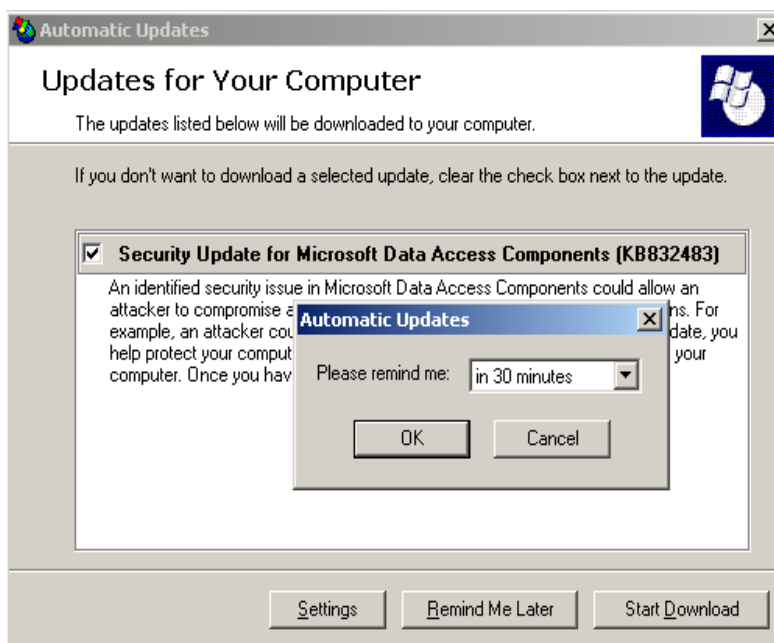 Automatic Updates
Updates for Your Computer
The updates listed below will be downloaded to your computer.
If you don't want to download a selected update, clear the check box next to the update.
Security Update for Microsoft Data Access Components (KB832483)
An identified security issue in Microsoft Data Access Components could allow an
attacker to compromise a ns. For
example, an attacker cou date, you
help protect your comput your
computer. Once you hav
Automatic Updates
Please remind me: in 30 minutes
OK Cancel
Settings Remind Me Later Start Download